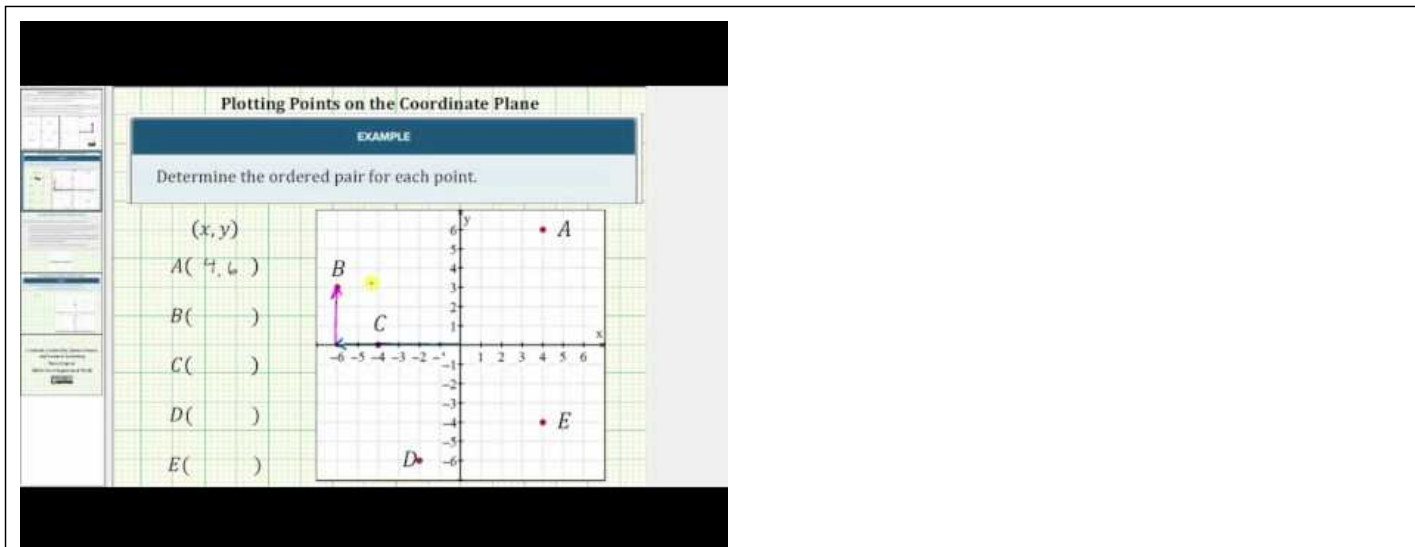 Plotting Points on the Coordinate Plane
EXAMPLE
Determine the ordered pair for each point.
(x, y)
A( 4, 6 )
B( )
C( )
D( )
E( )
y
6
5
4
3
2
1
x
-6 -5 -4 -3 -2 -1 1 2 3 4 5 6
-1
-2
-3
-4
-5
-6
A
B
C
E
D